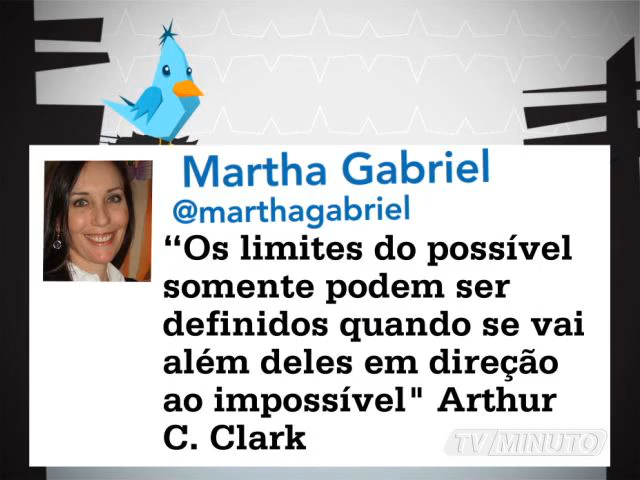 Martha Gabriel
@marthagabriel
“Os limites do possível
somente podem ser
definidos quando se vai
além deles em direção
ao impossível" Arthur
C. Clark
TV MINUTO